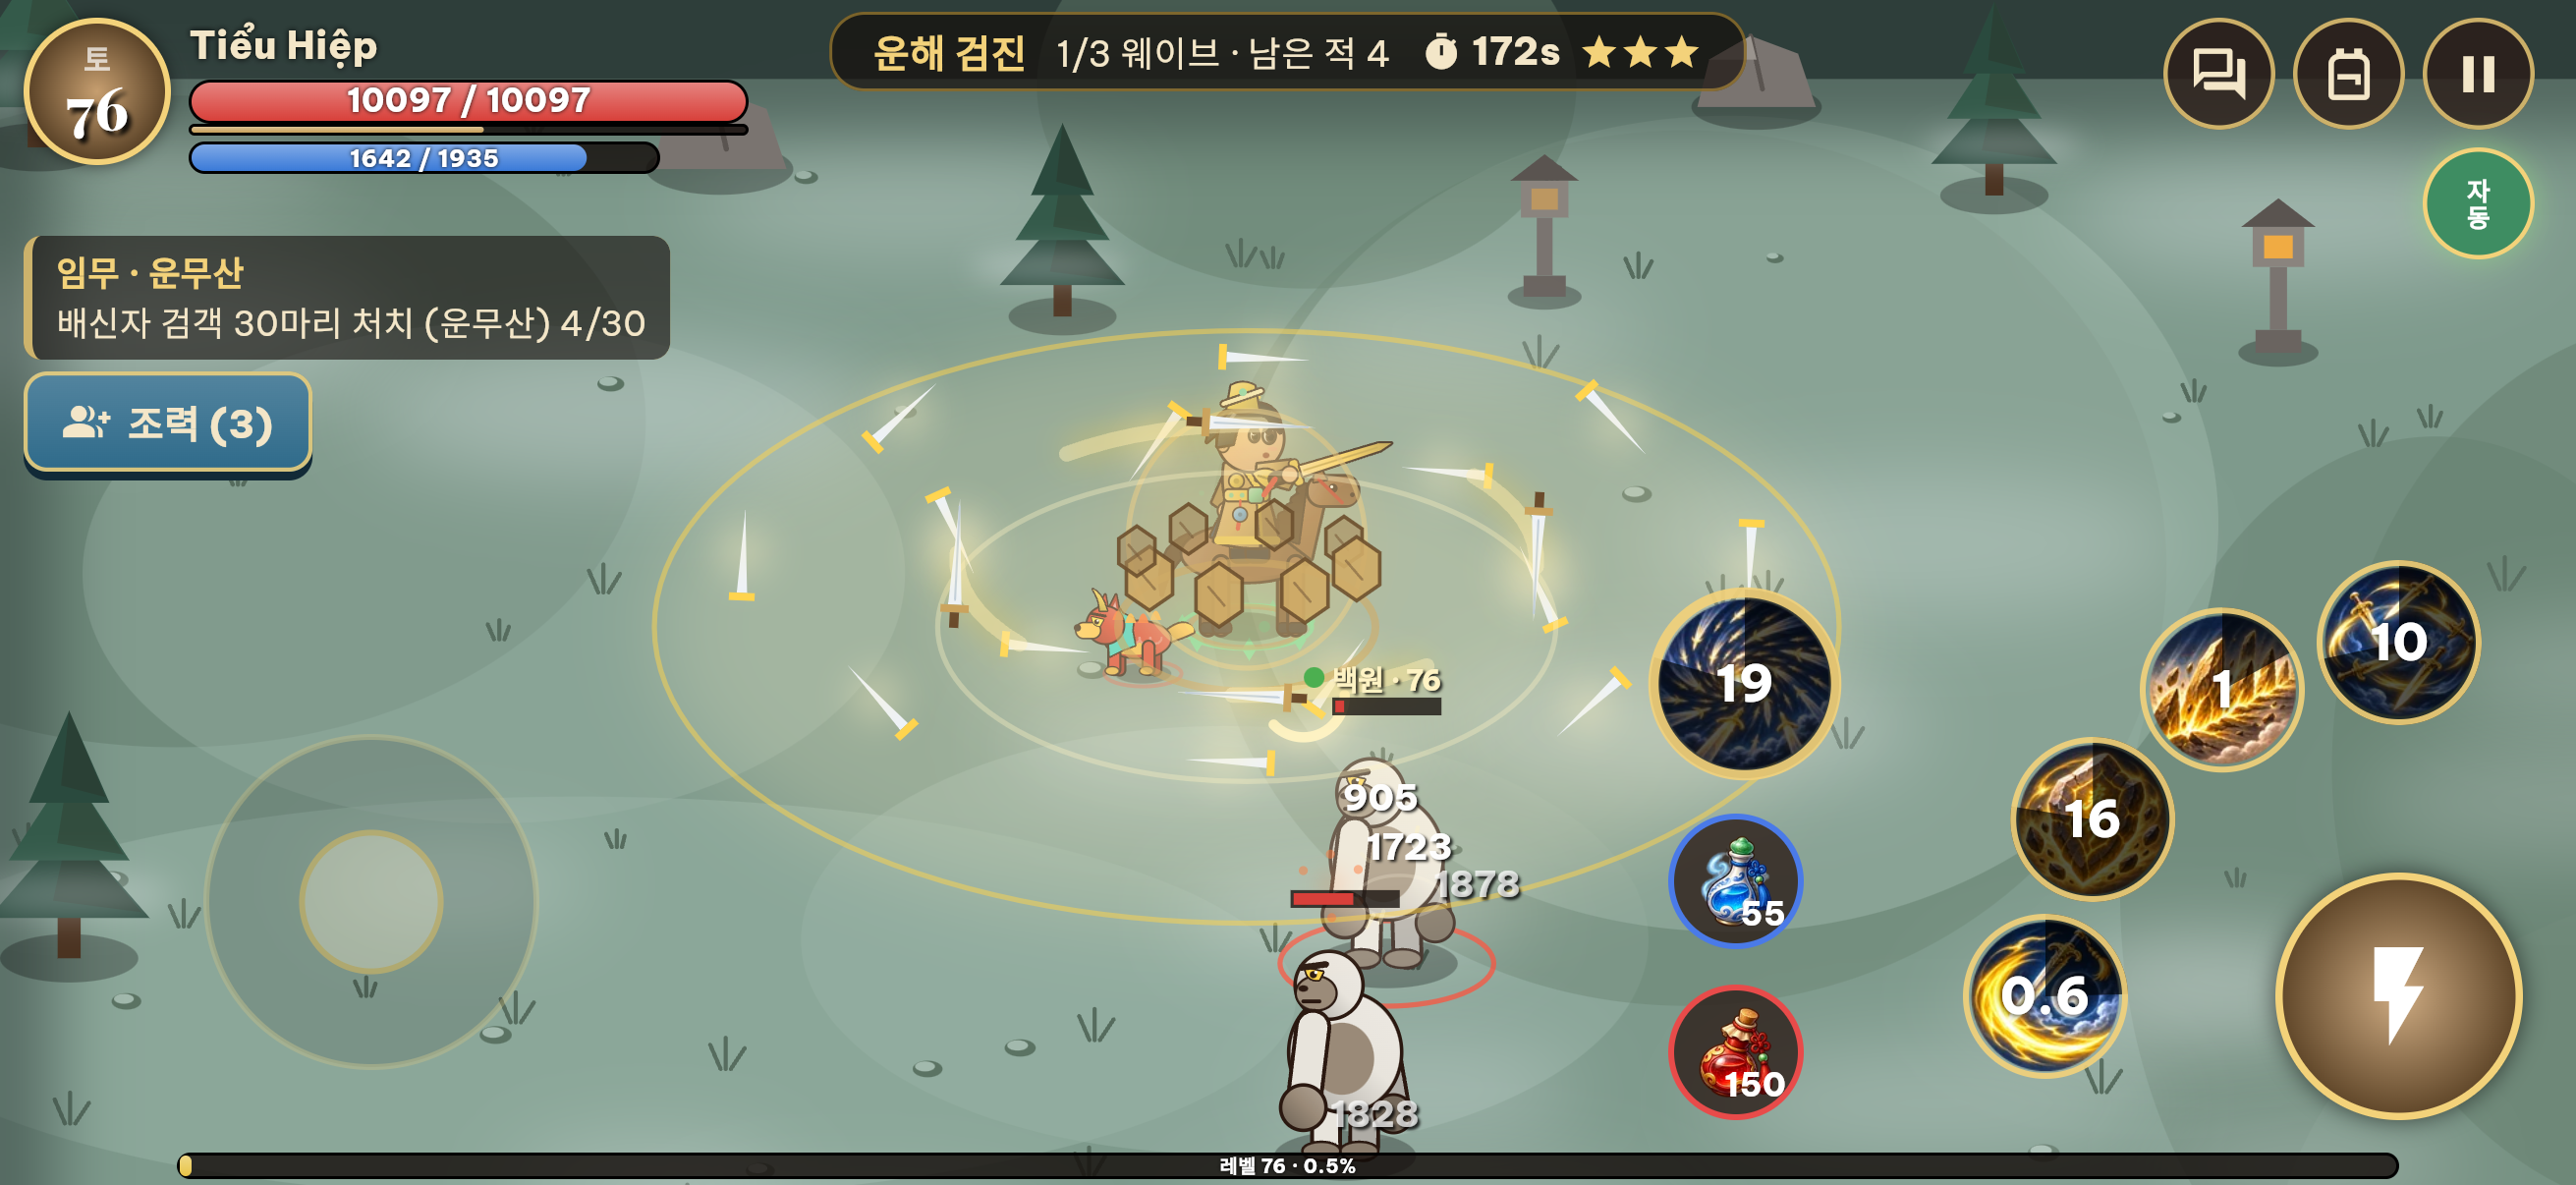 토
76
Tiểu Hiệp
10097 / 10097
1642 / 1935
운해 검진 1/3 웨이브 · 남은 적 4 172s
자동
임무 · 운무산
배신자 검객 30마리 처치 (운무산) 4/30
조력 (3)
백원 · 76
905
1723
1878
1828
19
10
1
16
0.6
55
150
레벨 76 · 0.5%